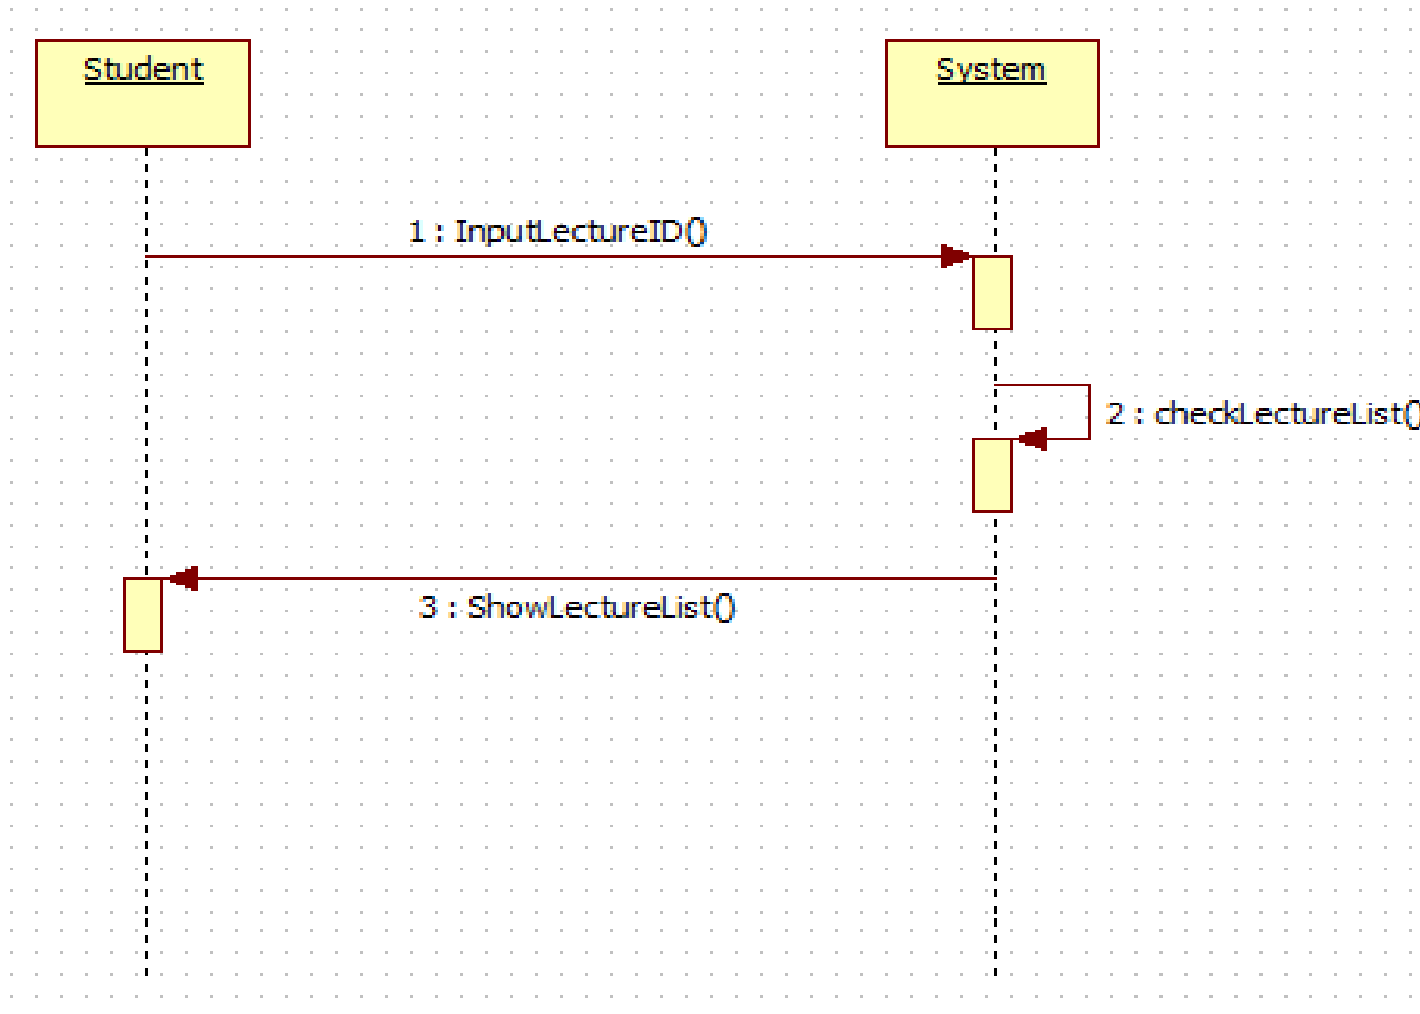 Student
System
1 : InputLectureID()
2 : checkLectureList()
3 : ShowLectureList()